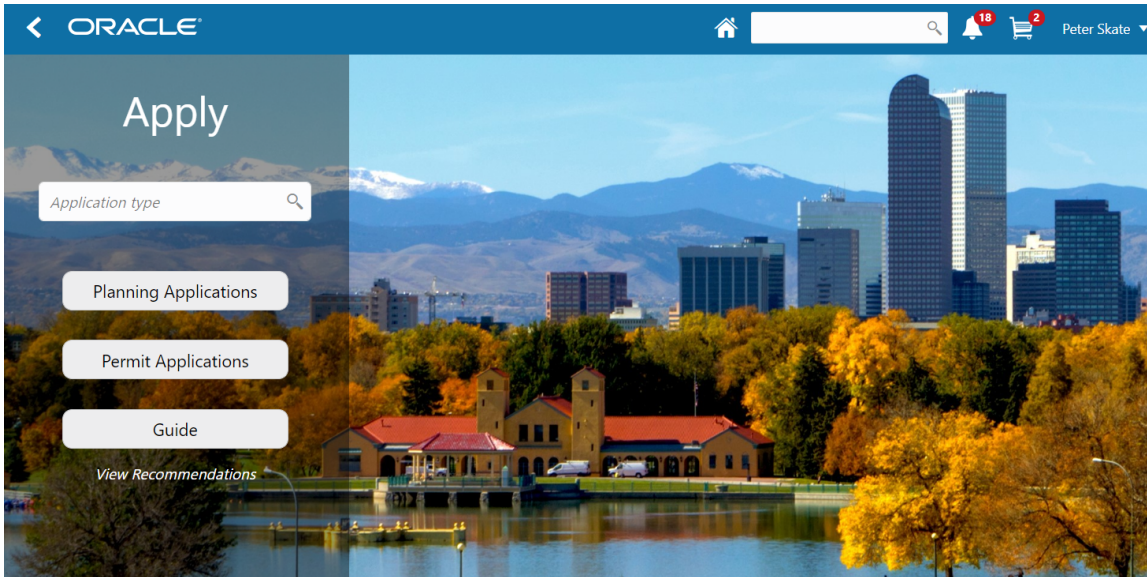 ORACLE
18
2
Peter Skate
Apply
Application type
Planning Applications
Permit Applications
Guide
View Recommendations